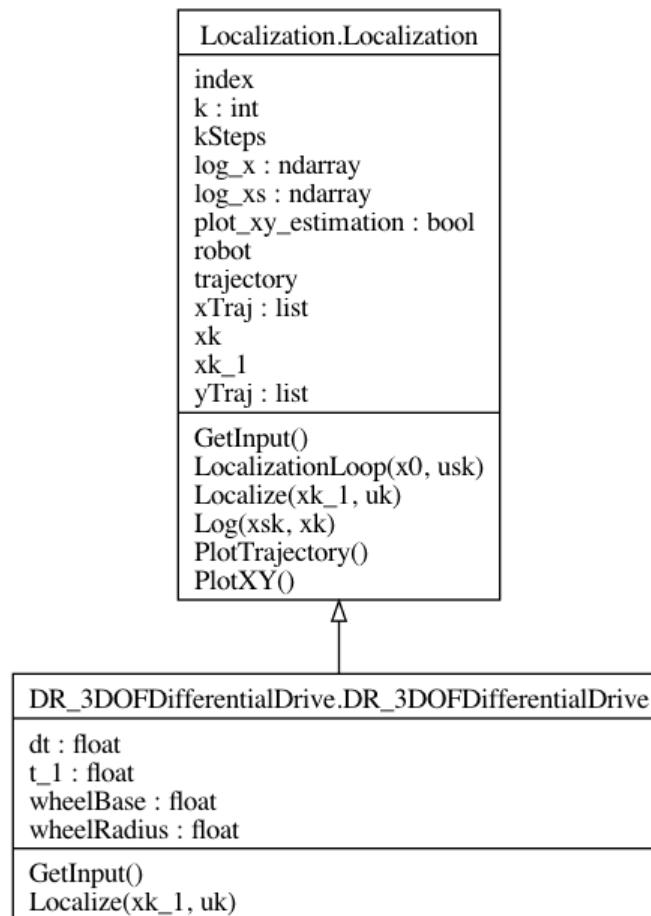 Localization.Localization
index
k : int
kSteps
log_x : ndarray
log_xs : ndarray
plot_xy_estimation : bool
robot
trajectory
xTraj : list
xk
xk_1
yTraj : list
GetInput()
LocalizationLoop(x0, usk)
Localize(xk_1, uk)
Log(xsk, xk)
PlotTrajectory()
PlotXY()
DR_3DOFDifferentialDrive.DR_3DOFDifferentialDrive
dt : float
t_1 : float
wheelBase : float
wheelRadius : float
GetInput()
Localize(xk_1, uk)